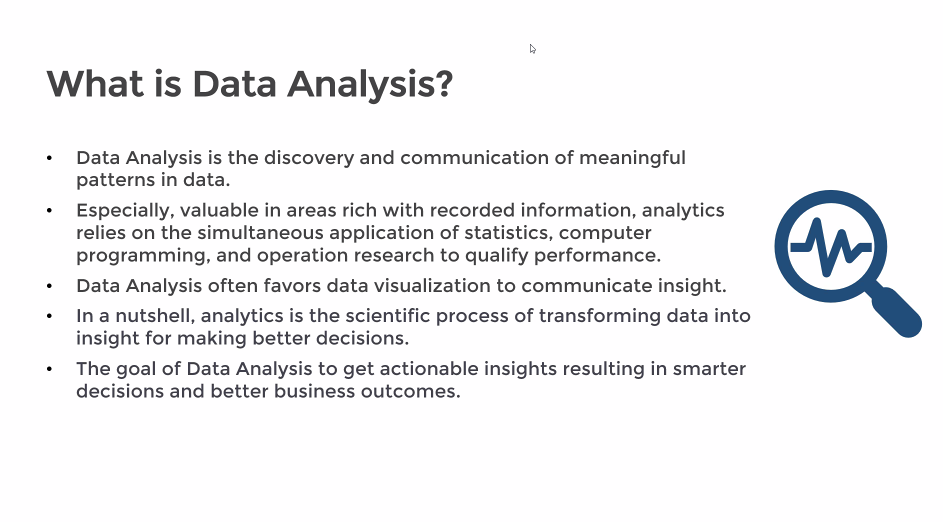 What is Data Analysis?
• Data Analysis is the discovery and communication of meaningful
patterns in data.
• Especially, valuable in areas rich with recorded information, analytics
relies on the simultaneous application of statistics, computer
programming, and operation research to qualify performance.
• Data Analysis often favors data visualization to communicate insight.
• In a nutshell, analytics is the scientific process of transforming data into
insight for making better decisions.
• The goal of Data Analysis to get actionable insights resulting in smarter
decisions and better business outcomes.